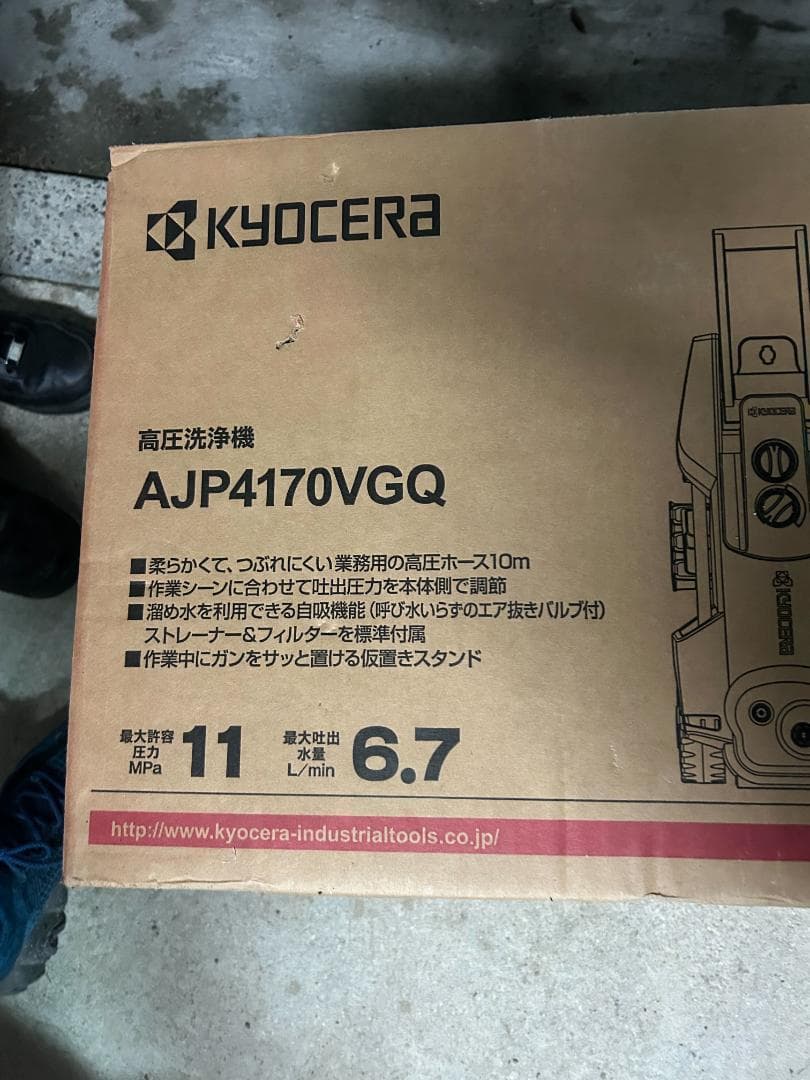 KYOCERA
高圧洗浄機
AJP4170VGQ
■柔らかくて、つぶれにくい業務用の高圧ホース10m
■作業シーンに合わせて吐出圧力を本体側で調節
■溜め水を利用できる自吸機能（呼び水いらずのエア抜きバルブ付）
ストレーナー&フィルターを標準付属
■作業中にガンをサッと置ける仮置きスタンド
最大許容
圧力
MPa
11
最大吐出
水量
L/min
6.7
http://www.kyocera-industrialtools.co.jp/
KYOCERA
KYOCERA